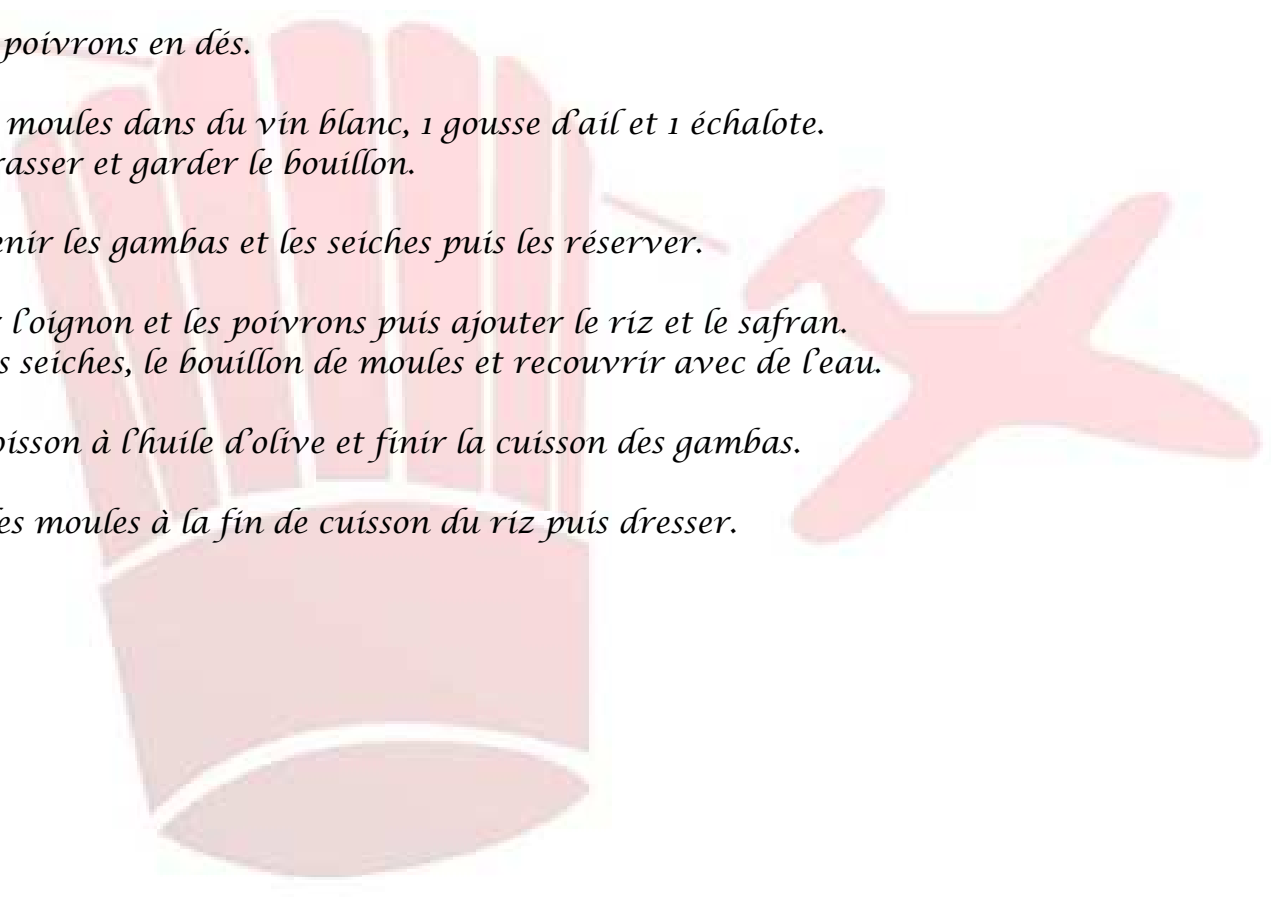 poivrons en dés.
moules dans du vin blanc, 1 gousse d'ail et 1 échalote.
rasser et garder le bouillon.
enir les gambas et les seiches puis les réserver.
r l'oignon et les poivrons puis ajouter le riz et le safran.
s seiches, le bouillon de moules et recouvrir avec de l'eau.
oisson à l'huile d'olive et finir la cuisson des gambas.
les moules à la fin de cuisson du riz puis dresser.